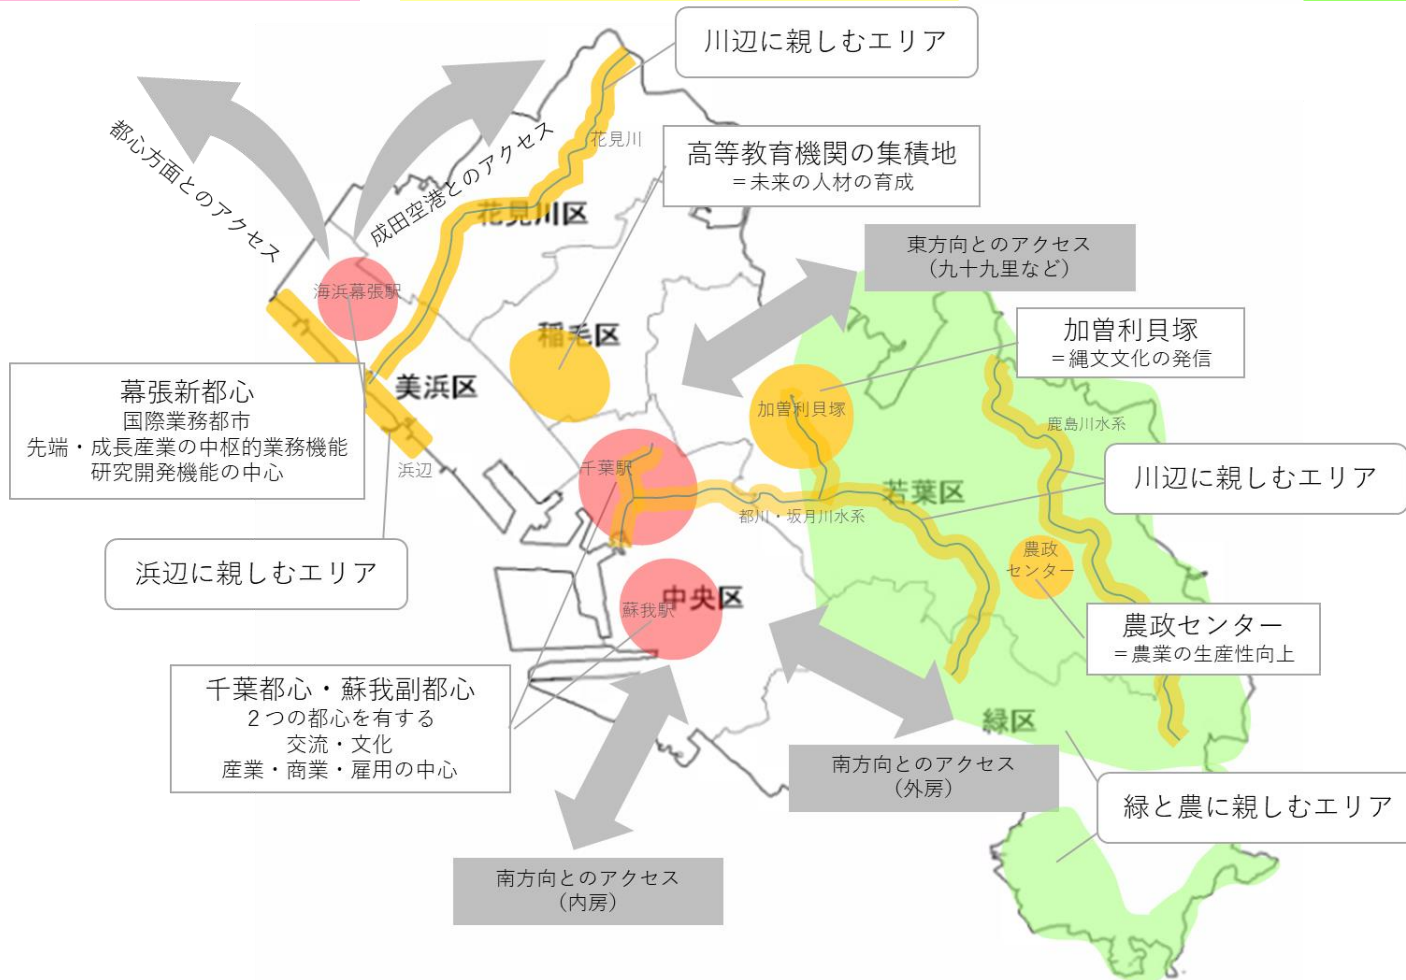 川辺に親しむエリア
都心方面とのアクセス
成田空港とのアクセス
花見川
高等教育機関の集積地
＝未来の人材の育成
花見川区
東方向とのアクセス
（九十九里など）
海浜幕張駅
稲毛区
加曽利貝塚
＝縄文文化の発信
幕張新都心
国際業務都市
先端・成長産業の中枢的業務機能
研究開発機能の中心
美浜区
加曽利貝塚
鹿島川水系
浜辺
千葉駅
川辺に親しむエリア
若葉区
都川・坂月川水系
浜辺に親しむエリア
農政
センター
蘇我駅
中央区
農政センター
＝農業の生産性向上
千葉都心・蘇我副都心
２つの都心を有する
交流・文化
産業・商業・雇用の中心
緑区
南方向とのアクセス
（外房）
緑と農に親しむエリア
南方向とのアクセス
（内房）